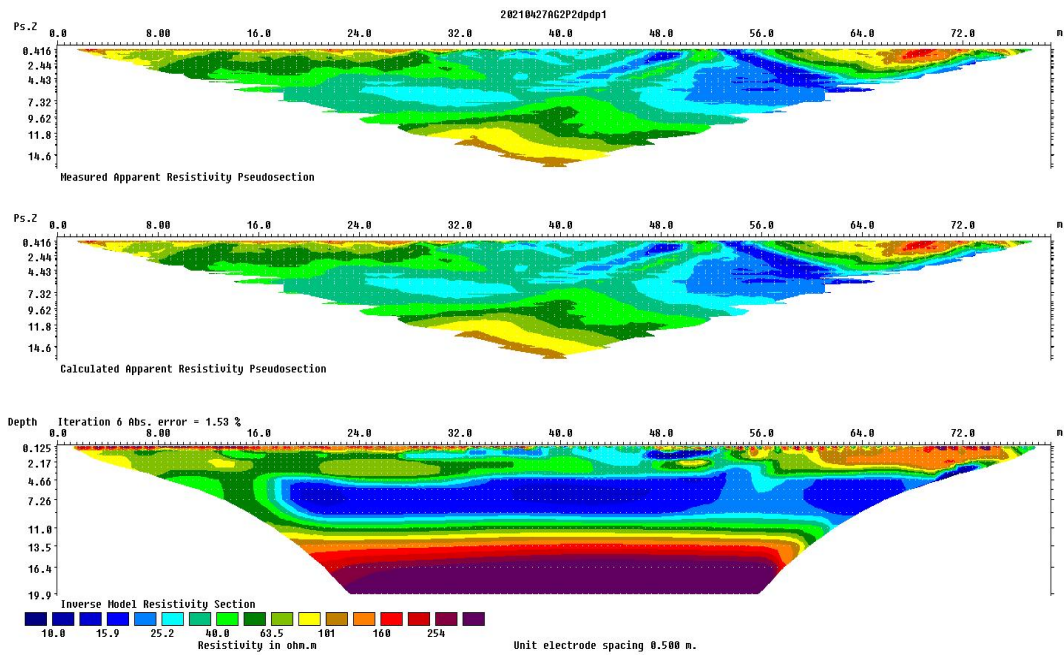 20210427AG2P2dpdp1
Ps.Z
0.0 8.00 16.0 24.0 32.0 40.0 48.0 56.0 64.0 72.0 m
0.416
2.44
4.43
7.32
9.62
11.8
14.6
Measured Apparent Resistivity Pseudosection
Ps.Z
0.0 8.00 16.0 24.0 32.0 40.0 48.0 56.0 64.0 72.0 m
0.416
2.44
4.43
7.32
9.62
11.8
14.6
Calculated Apparent Resistivity Pseudosection
Depth Iteration 6 Abs. error = 1.53 %
0.0 8.00 16.0 24.0 32.0 40.0 48.0 56.0 64.0 72.0 m
0.125
2.17
4.66
7.26
11.0
13.5
16.4
19.9
Inverse Model Resistivity Section
10.0 15.9 25.2 40.0 63.5 101 160 254
Resistivity in ohm.m Unit electrode spacing 0.500 m.